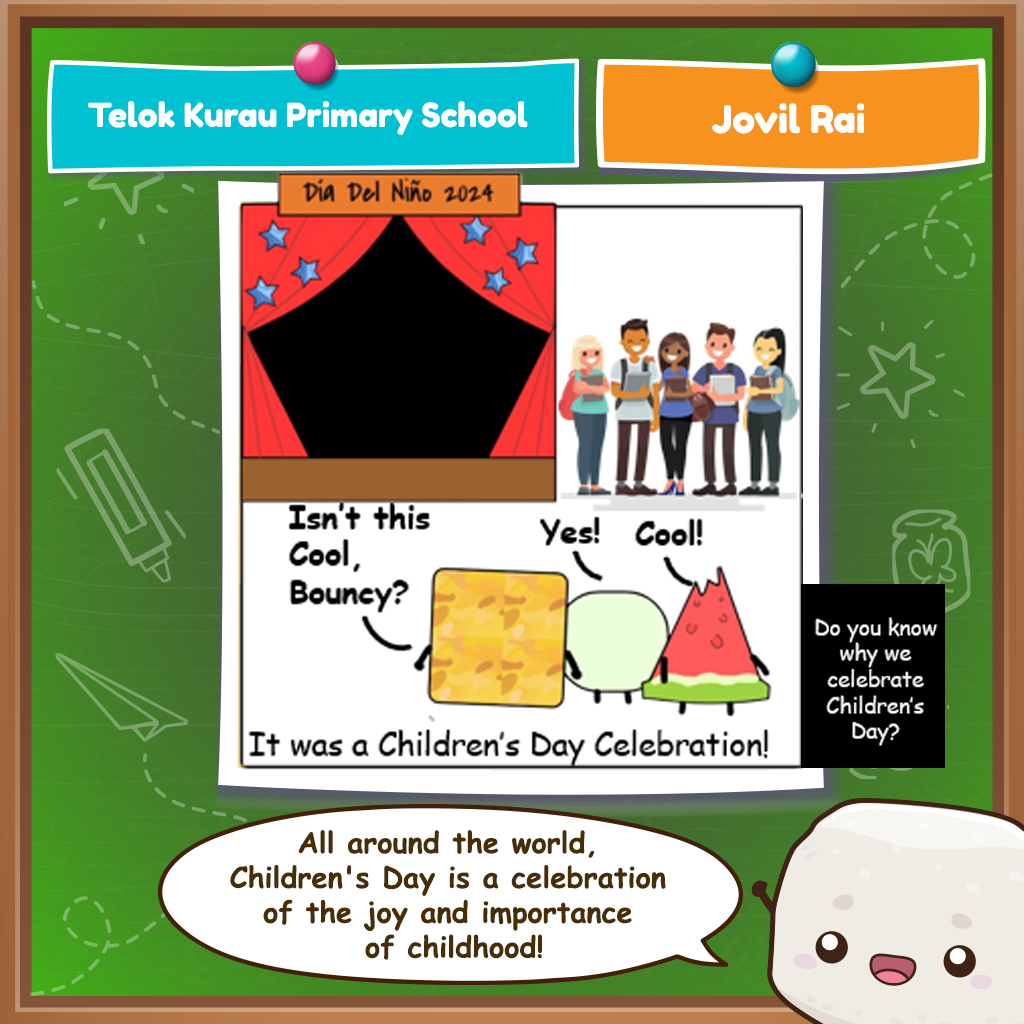 Telok Kurau Primary School
Jovil Rai
Día Del Niño 2024
Isn't this
Cool,
Bouncy?
Yes!
Cool!
It was a Children's Day Celebration!
Do you know
why we
celebrate
Children's
Day?
All around the world,
Children's Day is a celebration
of the joy and importance
of childhood!